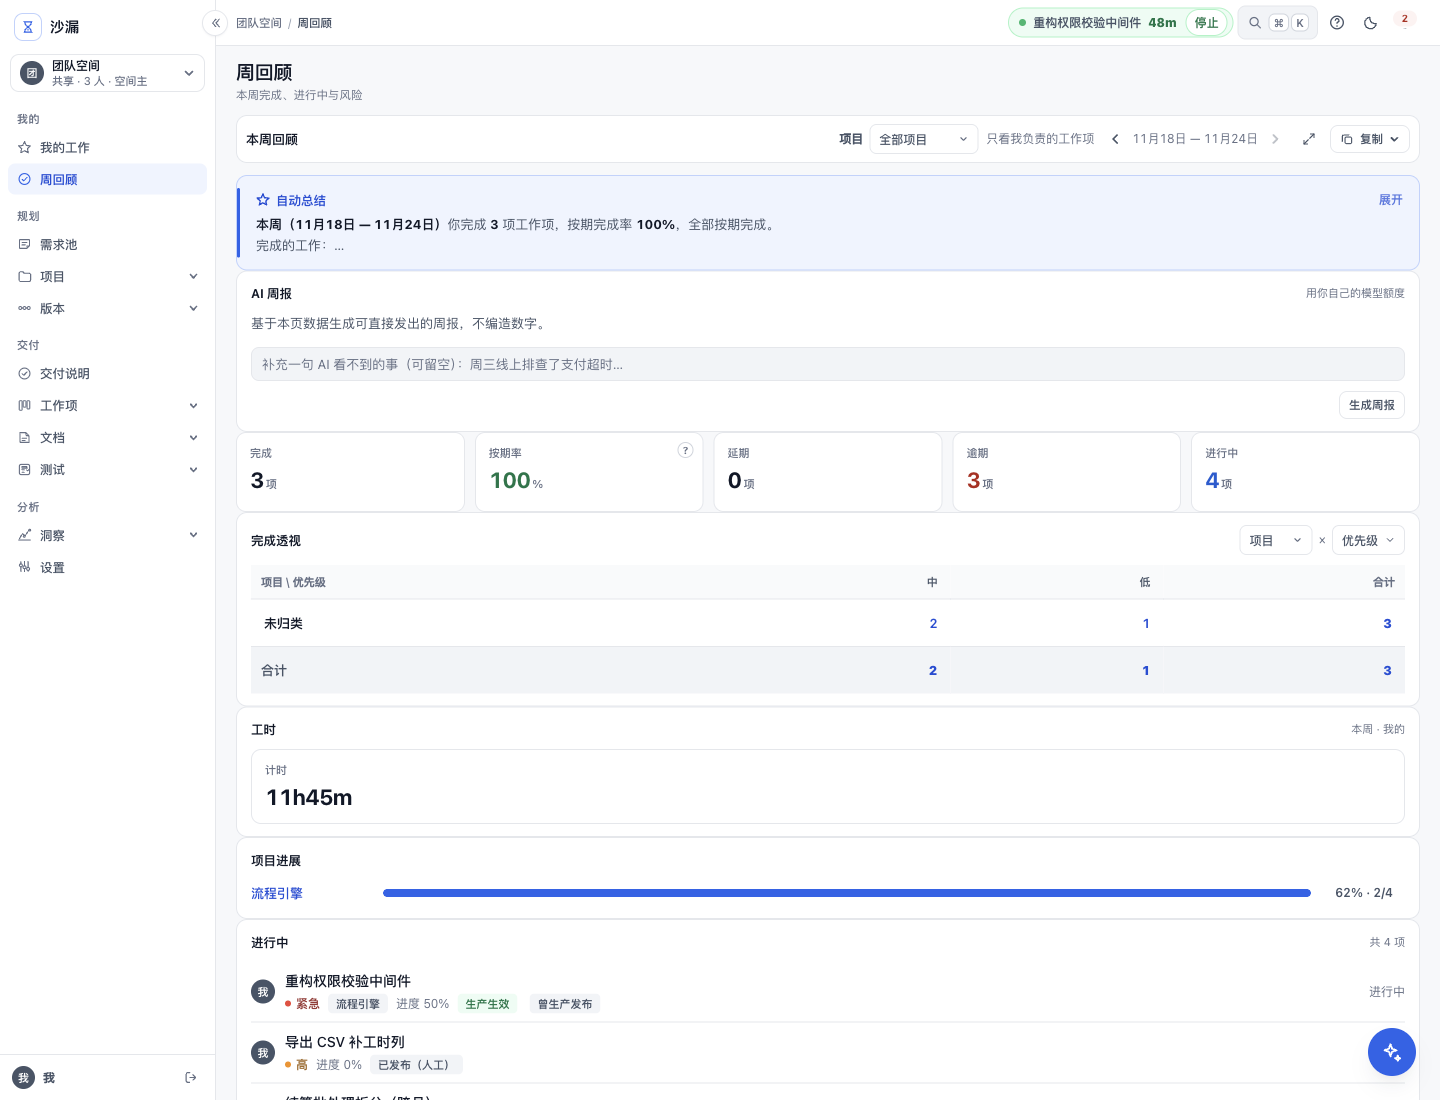 沙漏
团队空间 / 周回顾
重构权限校验中间件 48m 停止
⌘ K
2
团 团队空间
共享 · 3 人 · 空间主
我的
我的工作
周回顾
规划
需求池
项目
版本
交付
交付说明
工作项
文档
测试
分析
洞察
设置
我 我
周回顾
本周完成、进行中与风险
本周回顾 项目 全部项目 只看我负责的工作项 11月18日 — 11月24日 复制
自动总结 展开
本周（11月18日 — 11月24日）你完成 3 项工作项，按期完成率 100%，全部按期完成。
完成的工作：...
AI 周报 用你自己的模型额度
基于本页数据生成可直接发出的周报，不编造数字。
补充一句 AI 看不到的事（可留空）：周三线上排查了支付超时...
生成周报
完成
3项
按期率 ?
100%
延期
0项
逾期
3项
进行中
4项
完成透视 项目 × 优先级
项目 \ 优先级 中 低 合计
未归类 2 1 3
合计 2 1 3
工时 本周 · 我的
计时
11h45m
项目进展
流程引擎 62% · 2/4
进行中 共 4 项
我 重构权限校验中间件 进行中
紧急 流程引擎 进度 50% 生产生效 曾生产发布
我 导出 CSV 补工时列
高 进度 0% 已发布（人工）